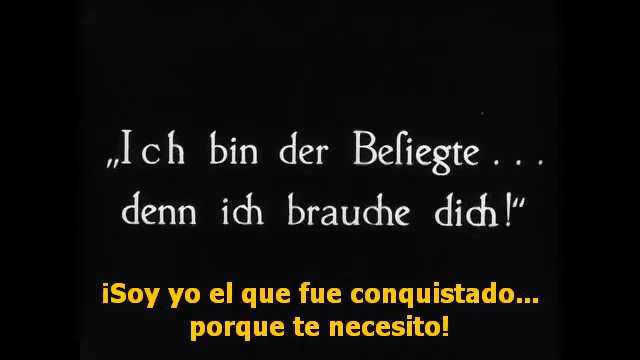 „Ich bin der Beſiegte...
denn ich brauche dich!“
¡Soy yo el que fue conquistado...
porque te necesito!